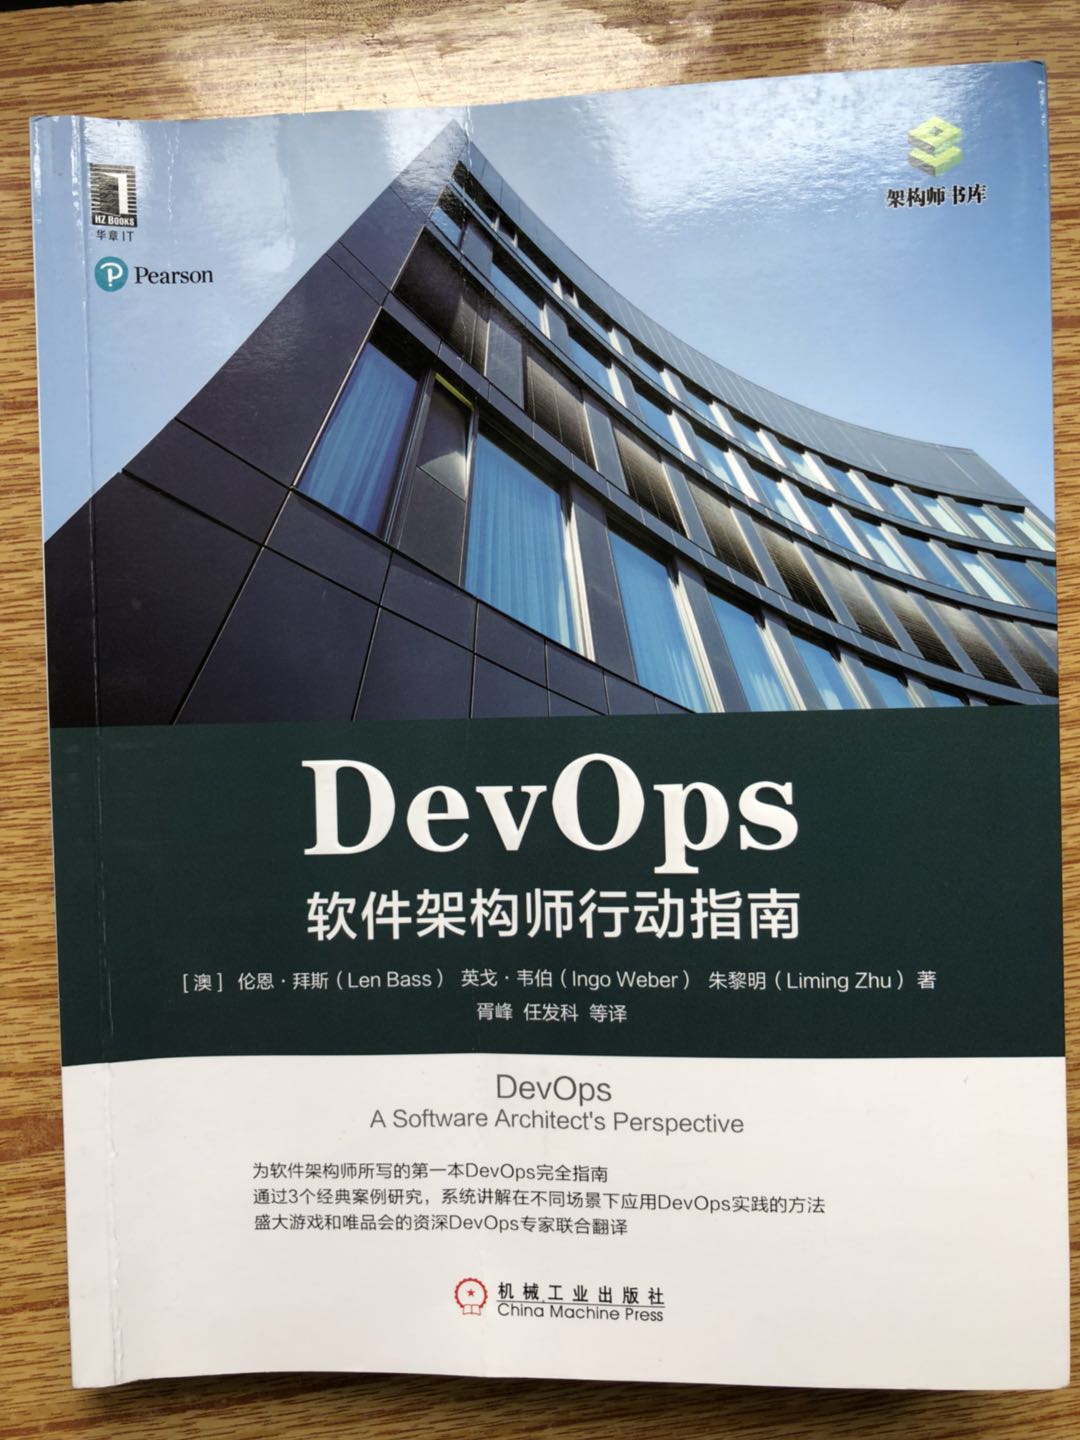 HZ BOOKS
华章IT
Pearson
架构师书库
DevOps
软件架构师行动指南
[澳] 伦恩·拜斯(Len Bass) 英戈·韦伯(Ingo Weber) 朱黎明(Liming Zhu) 著
胥峰 任发科 等译
DevOps
A Software Architect's Perspective
为软件架构师所写的第一本DevOps完全指南
通过3个经典案例研究,系统讲解在不同场景下应用DevOps实践的方法
盛大游戏和唯品会的资深DevOps专家联合翻译
机械工业出版社
China Machine Press